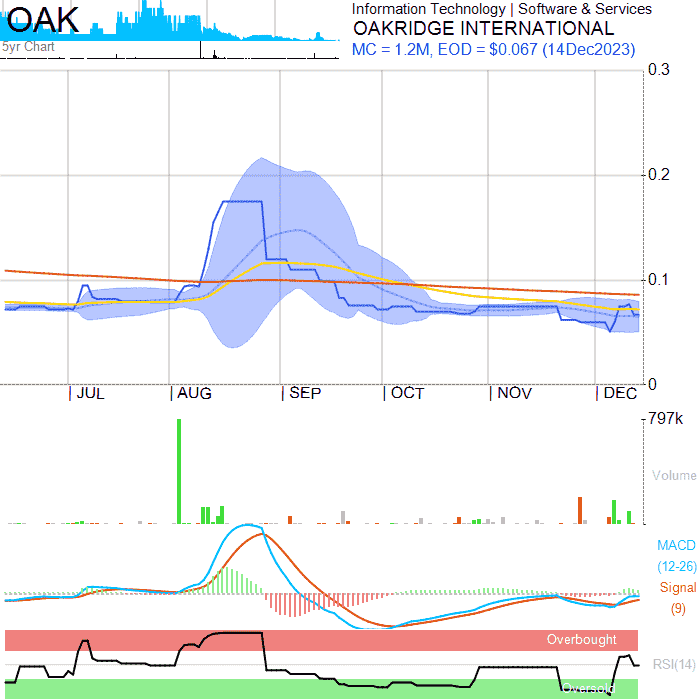 OAK
5yr Chart
Information Technology | Software & Services
OAKRIDGE INTERNATIONAL
MC = 1.2M, EOD = $0.067 (14Dec2023)
0.3
0.2
0.1
0
JUL AUG SEP OCT NOV DEC
797k
Volume
MACD
(12-26)
Signal
(9)
Overbought
RSI(14)
Oversold